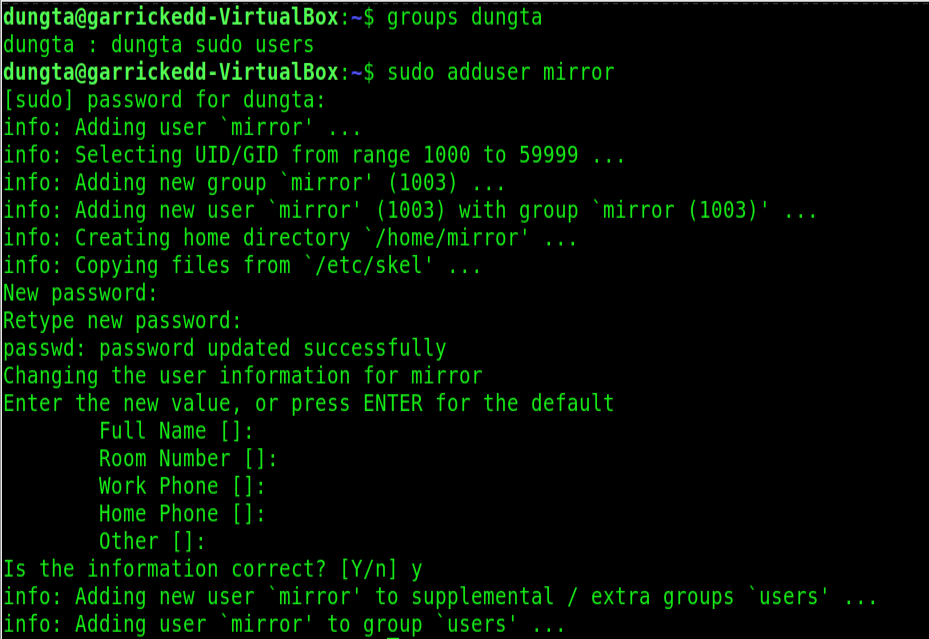 dungta@garrickedd-VirtualBox:~$ groups dungta
dungta : dungta sudo users
dungta@garrickedd-VirtualBox:~$ sudo adduser mirror
[sudo] password for dungta:
info: Adding user `mirror' ...
info: Selecting UID/GID from range 1000 to 59999 ...
info: Adding new group `mirror' (1003) ...
info: Adding new user `mirror' (1003) with group `mirror (1003)' ...
info: Creating home directory `/home/mirror' ...
info: Copying files from `/etc/skel' ...
New password:
Retype new password:
passwd: password updated successfully
Changing the user information for mirror
Enter the new value, or press ENTER for the default
Full Name []:
Room Number []:
Work Phone []:
Home Phone []:
Other []:
Is the information correct? [Y/n] y
info: Adding new user `mirror' to supplemental / extra groups `users' ...
info: Adding user `mirror' to group `users' ...